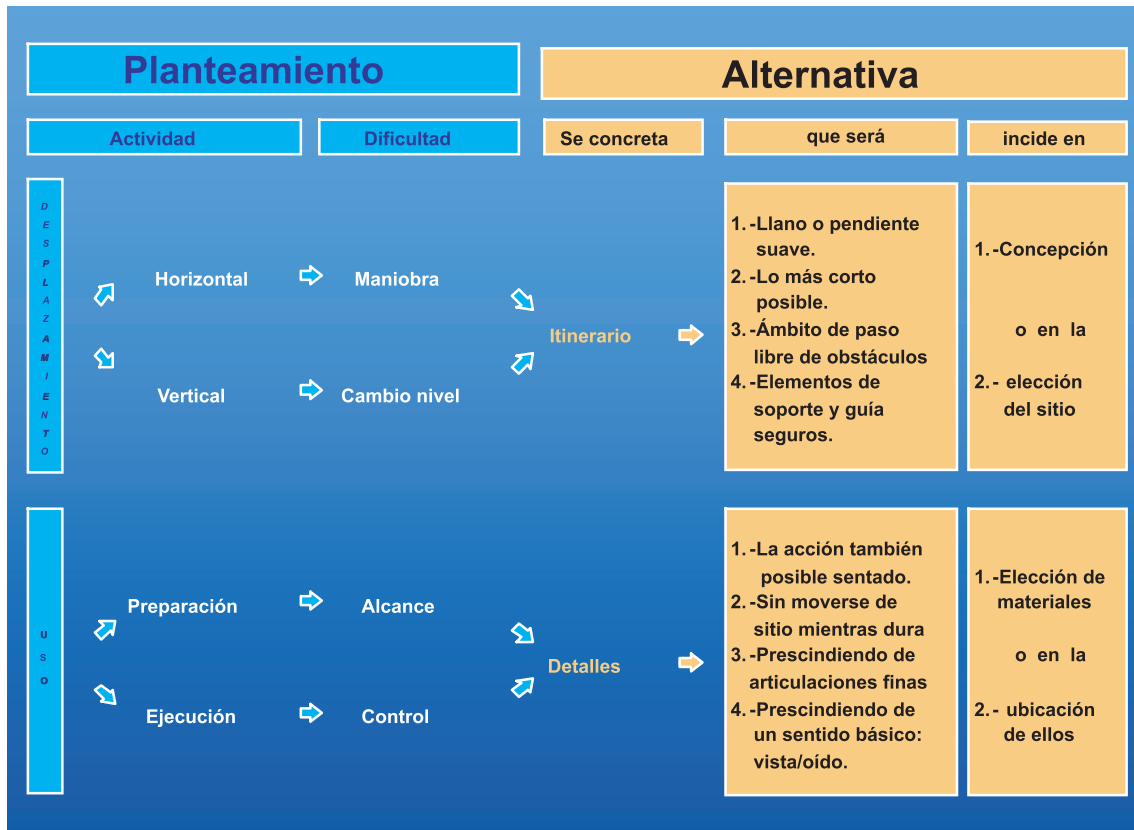 Planteamiento
Alternativa
Actividad
Dificultad
Se concreta
que será
incide en
DESPLAZAMIENTO
Horizontal
Maniobra
Vertical
Cambio nivel
Itinerario
1.-Llano o pendiente
suave.
2.-Lo más corto
posible.
3.-Ámbito de paso
libre de obstáculos
4.-Elementos de
soporte y guía
seguros.
1.-Concepción
o en la
2.- elección
del sitio
USO
Preparación
Alcance
Ejecución
Control
Detalles
1.-La acción también
posible sentado.
2.-Sin moverse de
sitio mientras dura
3.-Prescindiendo de
articulaciones finas
4.-Prescindiendo de
un sentido básico:
vista/oído.
1.-Elección de
materiales
o en la
2.- ubicación
de ellos